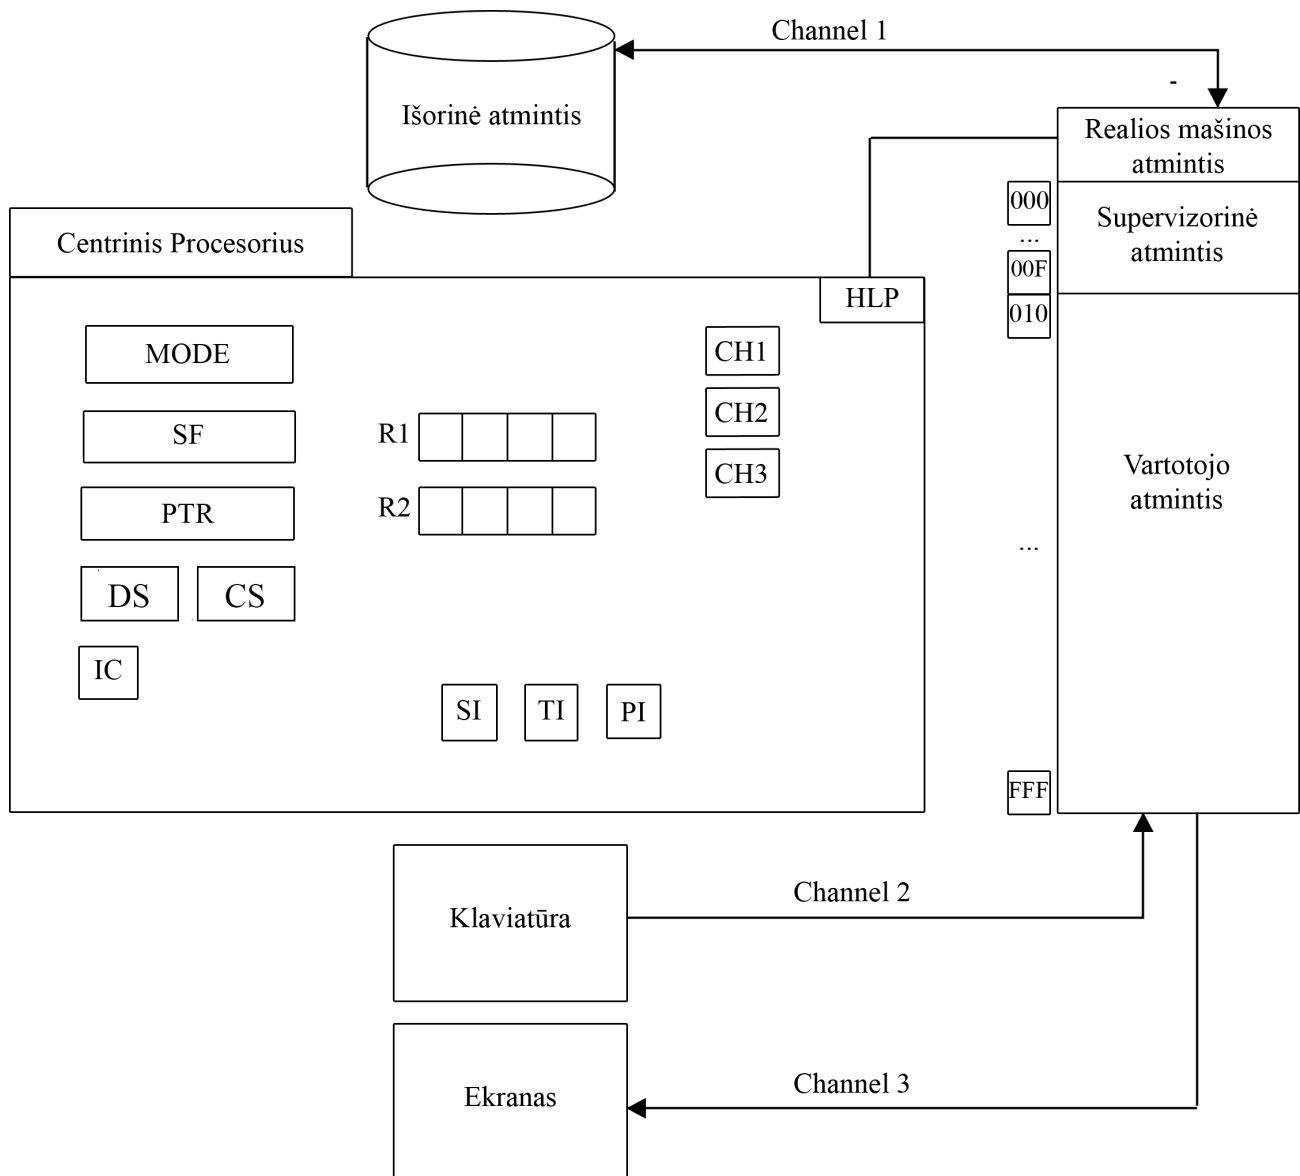 Channel 1
Išorinė atmintis
-
Realios mašinos
atmintis
000
...
00F
Supervizorinė
atmintis
010
Centrinis Procesorius
HLP
MODE
SF
PTR
DS
CS
IC
R1
R2
CH1
CH2
CH3
SI
TI
PI
Vartotojo
atmintis
...
FFF
Klaviatūra
Channel 2
Ekranas
Channel 3